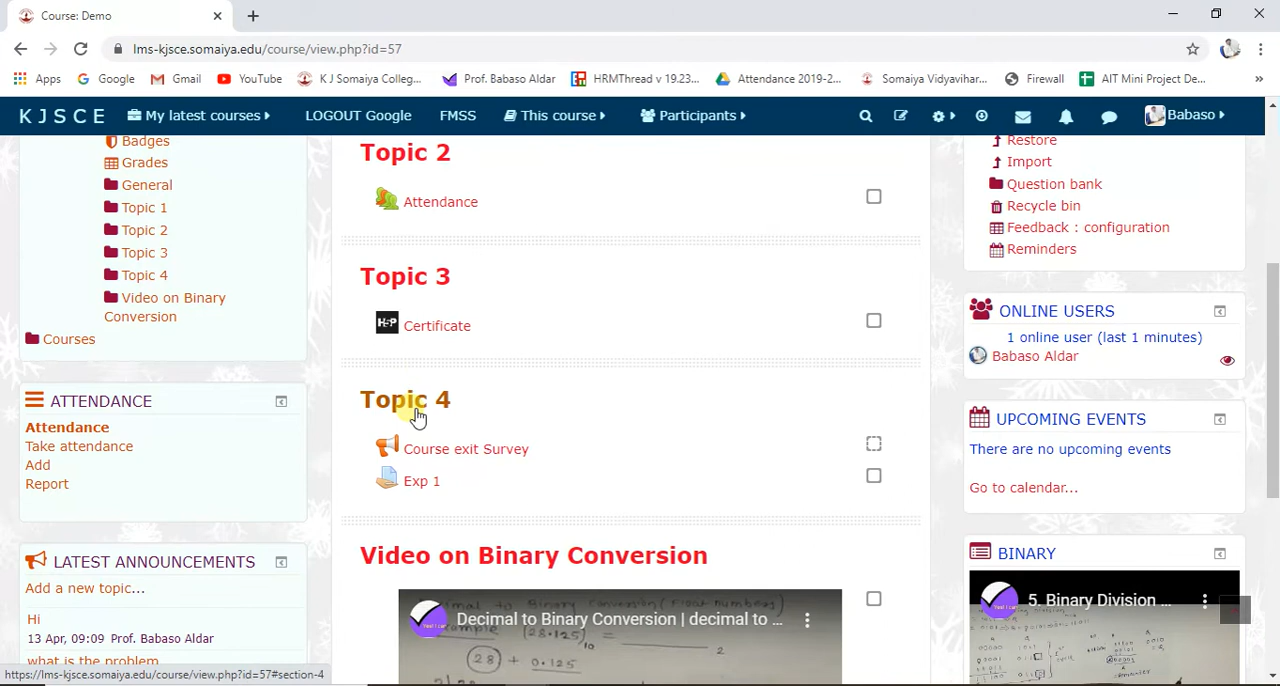 Course: Demo
lms-kjsce.somaiya.edu/course/view.php?id=57
Apps Google Gmail YouTube K J Somaiya Colleg... Prof. Babaso Aldar HRMThread v 19.23... Attendance 2019-2... Somaiya Vidyavihar... Firewall AIT Mini Project De... »
KJSCE My latest courses LOGOUT Google FMSS This course Participants Babaso
Badges
Grades
General
Topic 1
Topic 2
Topic 3
Topic 4
Video on Binary
Conversion
Courses
ATTENDANCE
Attendance
Take attendance
Add
Report
LATEST ANNOUNCEMENTS
Add a new topic...
Hi
13 Apr, 09:09 Prof. Babaso Aldar
what is the problem
https://lms-kjsce.somaiya.edu/course/view.php?id=57#section-4
Topic 2
Attendance
Topic 3
H5P Certificate
Topic 4
Course exit Survey
Exp 1
Video on Binary Conversion
Decimal to Binary Conversion | decimal to ...
Restore
Import
Question bank
Recycle bin
Feedback : configuration
Reminders
ONLINE USERS
1 online user (last 1 minutes)
Babaso Aldar
UPCOMING EVENTS
There are no upcoming events
Go to calendar...
BINARY
5. Binary Division ...